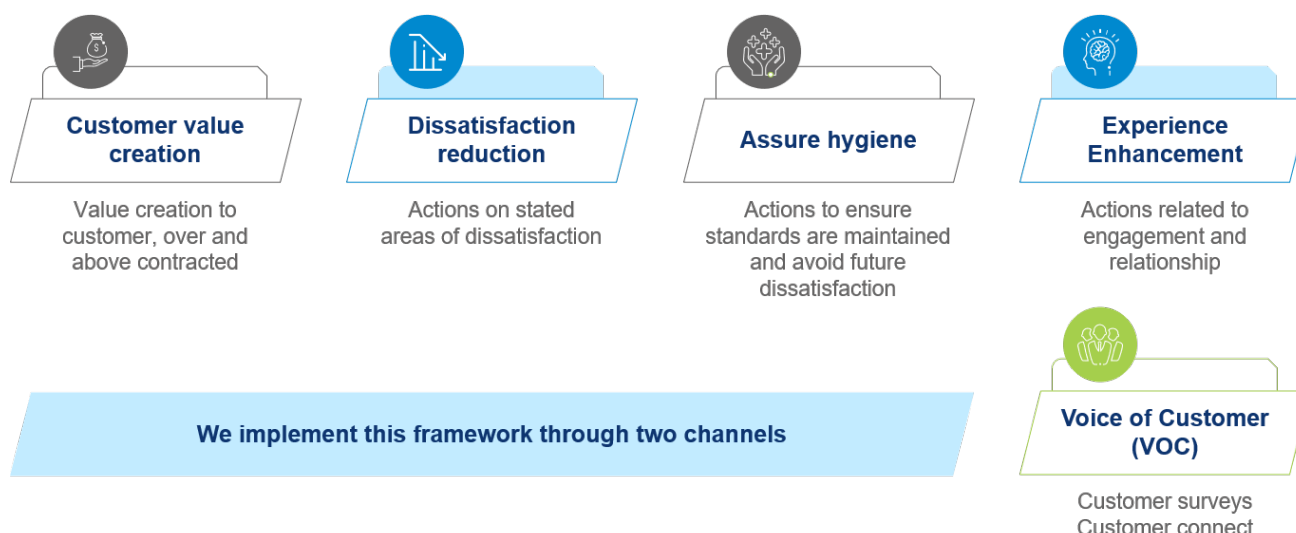 Customer value
creation
Value creation to
customer, over and
above contracted
Dissatisfaction
reduction
Actions on stated
areas of dissatisfaction
Assure hygiene
Actions to ensure
standards are maintained
and avoid future
dissatisfaction
Experience
Enhancement
Actions related to
engagement and
relationship
We implement this framework through two channels
Voice of Customer
(VOC)
Customer surveys
Customer connect